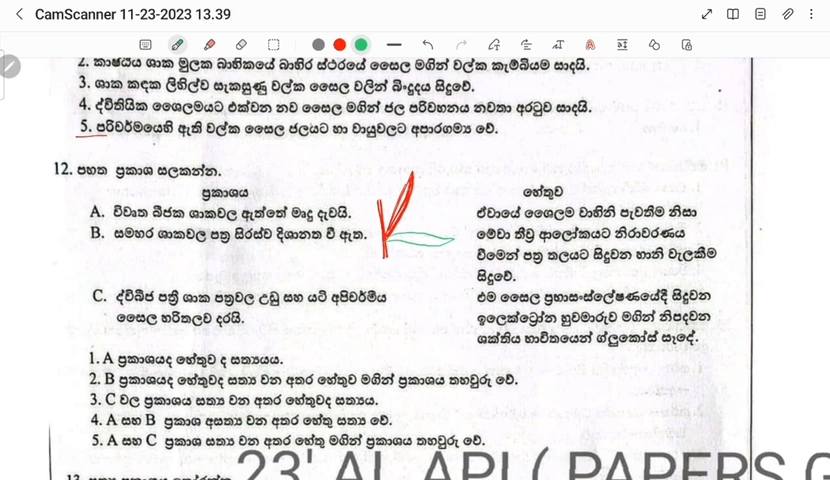 CamScanner 11-23-2023 13.39
2. කාෂ්ඨීය ශාක මූලක බාහිකයේ බාහිර ස්ථරයේ සෛල මගින් වල්ක කැම්බියම සාදයි.
3. ශාක කඳක ලිහිල්ව සැකසුණු වල්ක සෛල වලින් බිංදුදය සිදුවේ.
4. ද්විතියික ශෛලමයට එක්වන නව සෛල මගින් ජල පරිවහනය නවතා අරටුව සාදයි.
5. පරිචර්මයෙහි ඇති වල්ක සෛල ජලයට හා වායුවලට අපාරගම්‍ය වේ.
12. පහත ප්‍රකාශ සලකන්න.
ප්‍රකාශය
හේතුව
A. විවෘත බීජක ශාකවල ඇත්තේ මෘදු දැවයි.
ඒවායේ ශෛලම වාහිනි පැවතීම නිසා
B. සමහර ශාකවල පත්‍ර සිරස්ව දිශානත වී ඇත.
මේවා තීව්‍ර ආලෝකයට නිරාවරණය
වීමෙන් පත්‍ර තලයට සිදුවන හානි වැලකීම
සිදුවේ.
C. ද්විබීජ පත්‍රී ශාක පත්‍රවල උඩු සහ යටි අපිචර්මීය
සෛල හරිතලව දරයි.
එම සෛල ප්‍රභාසංස්ලේෂණයේදී සිදුවන
ඉලෙක්ට්‍රෝන හුවමාරුව මගින් නිපදවන
ශක්තිය භාවිතයෙන් ග්ලූකෝස් සෑදේ.
1. A ප්‍රකාශයද හේතුව ද සත්‍යයය.
2. B ප්‍රකාශයද හේතුවද සත්‍ය වන අතර හේතුව මගින් ප්‍රකාශය තහවුරු වේ.
3. C වල ප්‍රකාශය සත්‍ය වන අතර හේතුවද සත්‍යය.
4. A සහ B ප්‍රකාශ අසත්‍ය වන අතර හේතු සත්‍ය වේ.
5. A සහ C ප්‍රකාශ සත්‍ය වන අතර හේතු මගින් ප්‍රකාශය තහවුරු වේ.
23' AL API ( PAPERS G